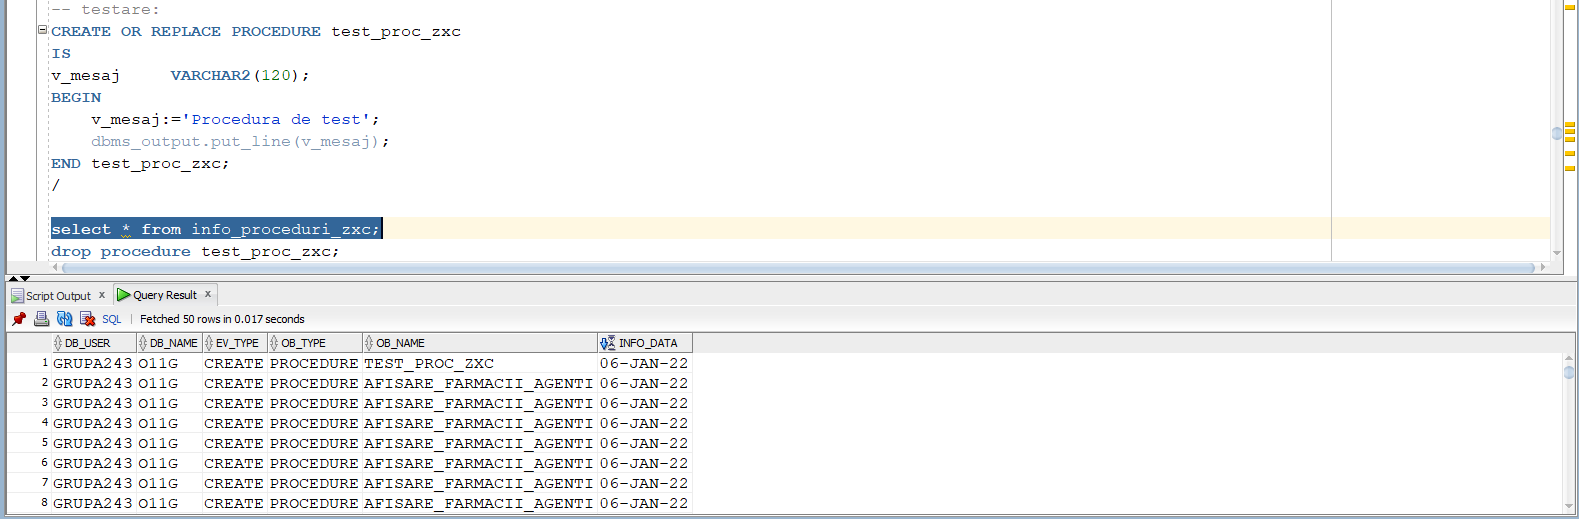 -- testare:
CREATE OR REPLACE PROCEDURE test_proc_zxc
IS
v_mesaj     VARCHAR2(120);
BEGIN
    v_mesaj:='Procedura de test';
    dbms_output.put_line(v_mesaj);
END test_proc_zxc;
/
select * from info_proceduri_zxc;
drop procedure test_proc_zxc;
Script Output x Query Result x
SQL | Fetched 50 rows in 0.017 seconds
DB_USER DB_NAME EV_TYPE OB_TYPE OB_NAME INFO_DATA
1 GRUPA243 O11G CREATE PROCEDURE TEST_PROC_ZXC 06-JAN-22
2 GRUPA243 O11G CREATE PROCEDURE AFISARE_FARMACII_AGENTI 06-JAN-22
3 GRUPA243 O11G CREATE PROCEDURE AFISARE_FARMACII_AGENTI 06-JAN-22
4 GRUPA243 O11G CREATE PROCEDURE AFISARE_FARMACII_AGENTI 06-JAN-22
5 GRUPA243 O11G CREATE PROCEDURE AFISARE_FARMACII_AGENTI 06-JAN-22
6 GRUPA243 O11G CREATE PROCEDURE AFISARE_FARMACII_AGENTI 06-JAN-22
7 GRUPA243 O11G CREATE PROCEDURE AFISARE_FARMACII_AGENTI 06-JAN-22
8 GRUPA243 O11G CREATE PROCEDURE AFISARE_FARMACII_AGENTI 06-JAN-22